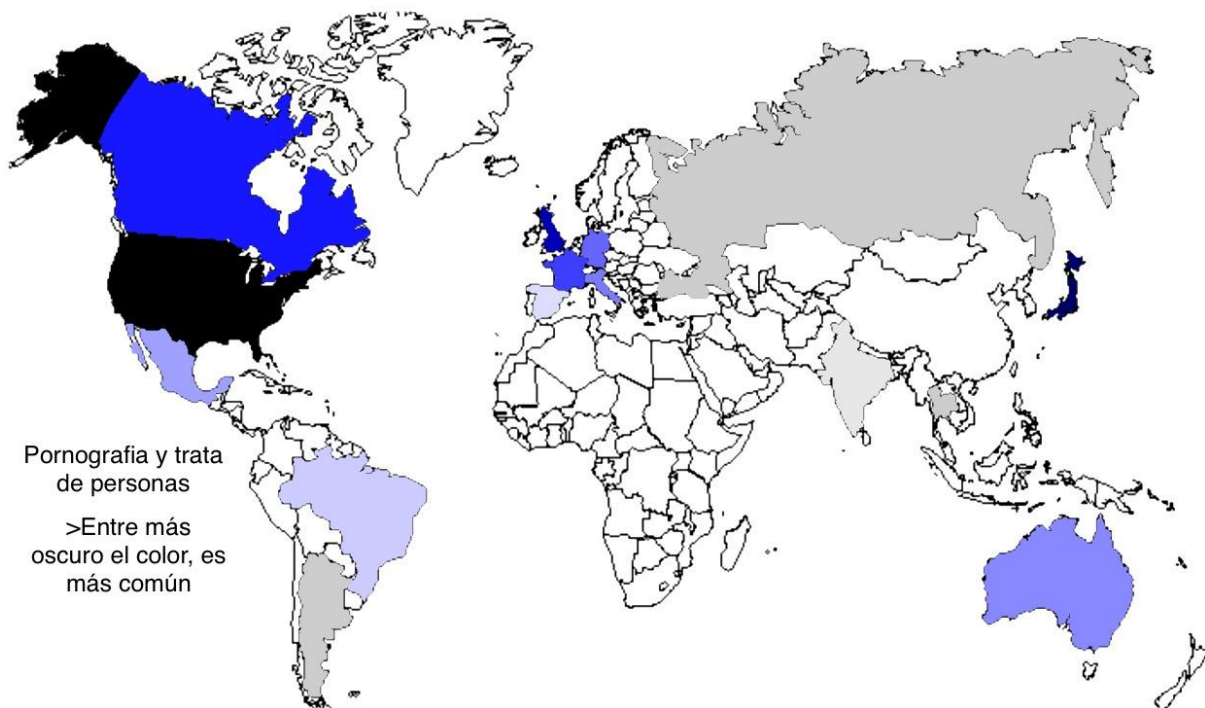 Pornografia y trata
de personas
>Entre más
oscuro el color, es
más común